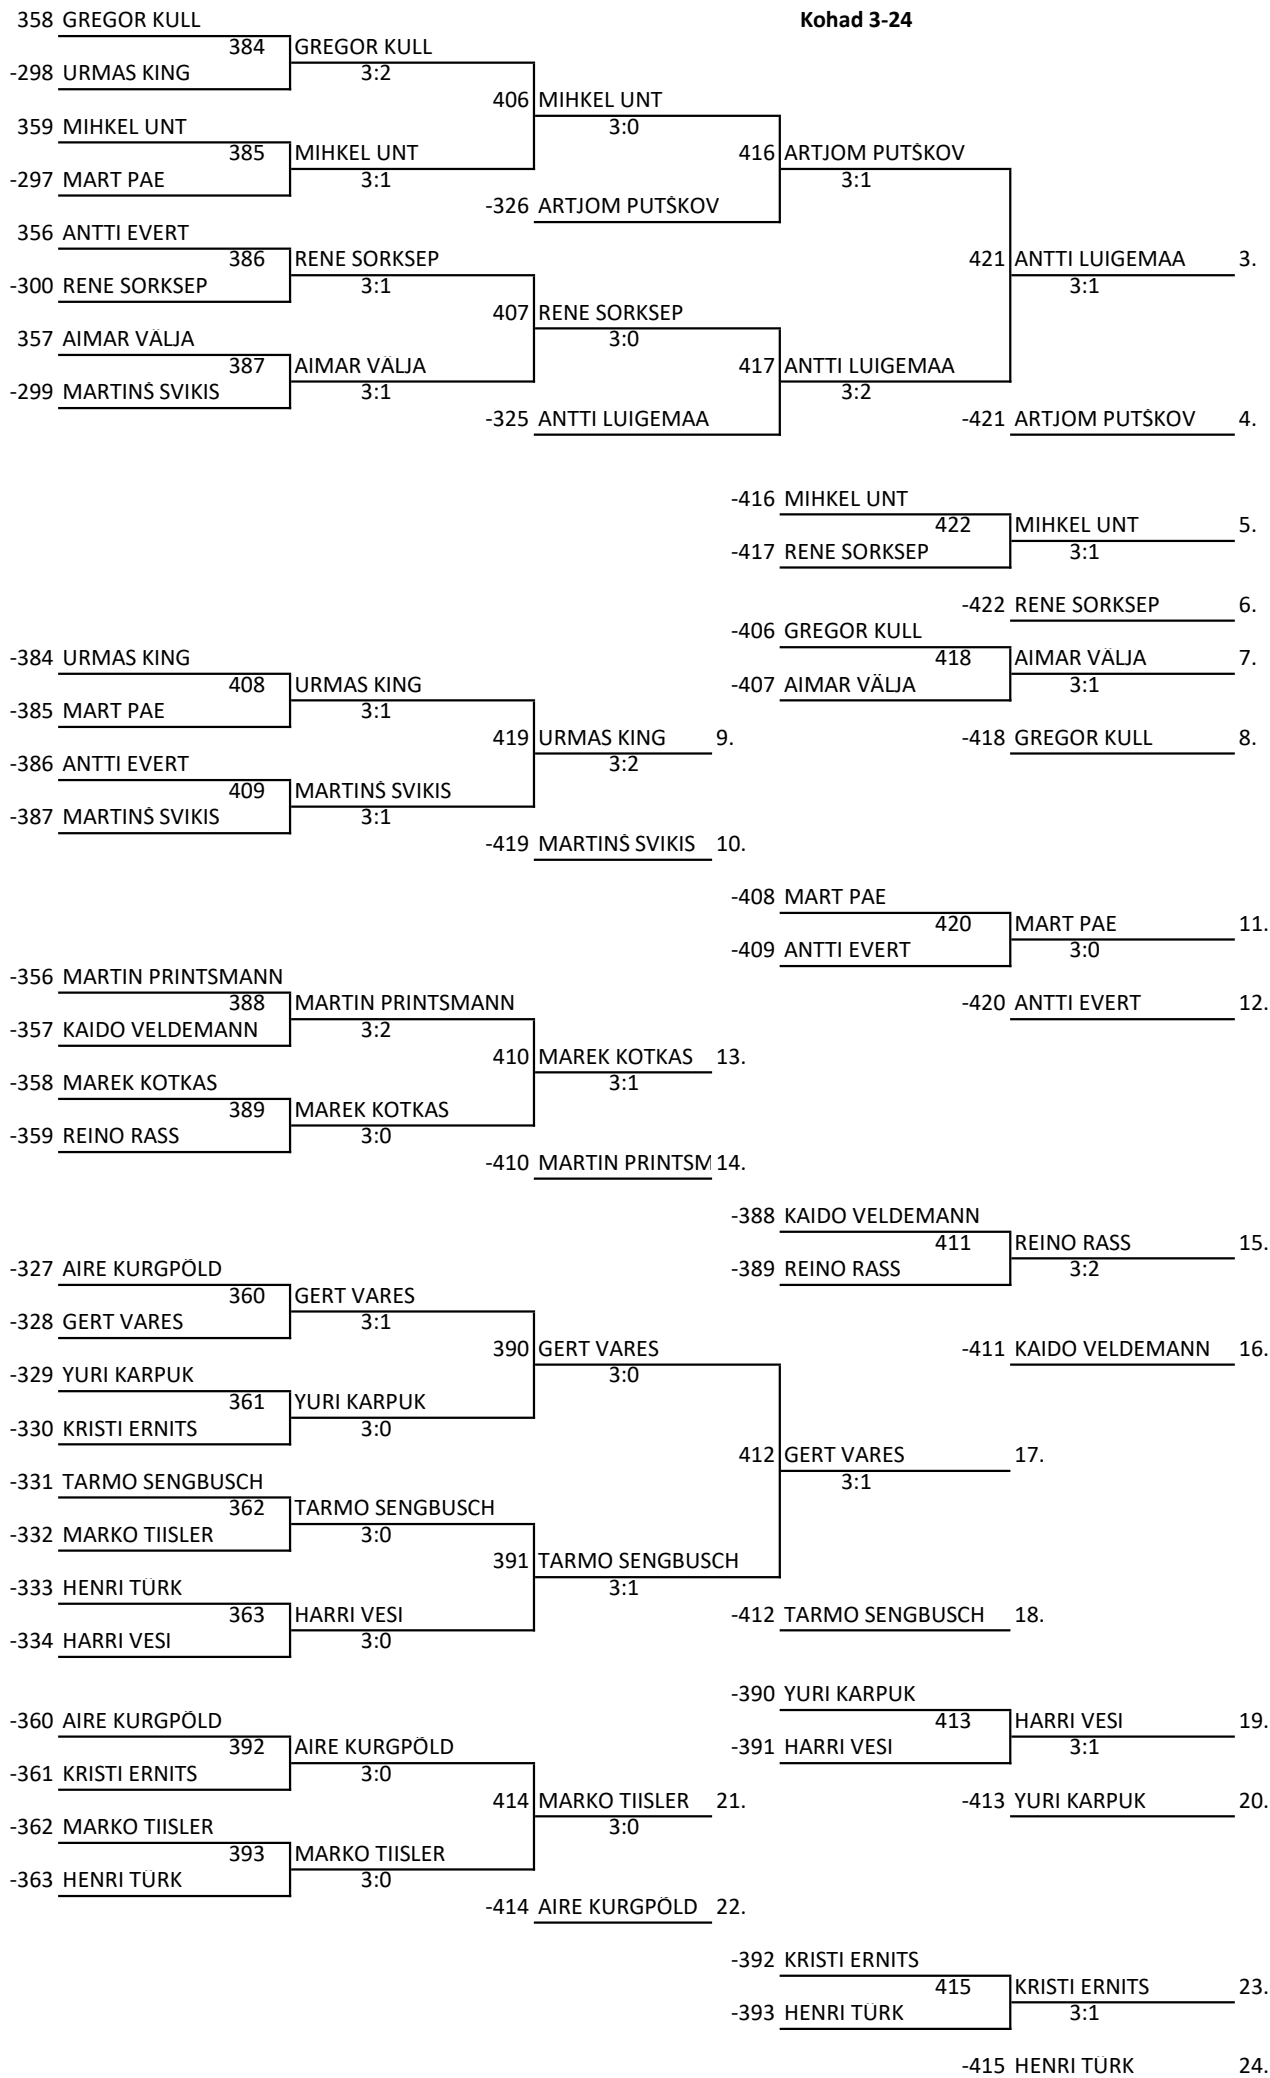 358 GREGOR KULL Kohad 3-24
384 GREGOR KULL
-298 URMAS KING 3:2
406 MIHKEL UNT
359 MIHKEL UNT 3:0
385 MIHKEL UNT 416 ARTJOM PUTŠKOV
-297 MART PAE 3:1 3:1
-326 ARTJOM PUTŠKOV
356 ANTTI EVERT
386 RENE SORKSEP 421 ANTTI LUIGEMAA 3.
-300 RENE SORKSEP 3:1 3:1
407 RENE SORKSEP
357 AIMAR VÄLJA 3:0
387 AIMAR VÄLJA 417 ANTTI LUIGEMAA
-299 MARTINŠ SVIKIS 3:1 3:2
-325 ANTTI LUIGEMAA -421 ARTJOM PUTŠKOV 4.
-416 MIHKEL UNT
422 MIHKEL UNT 5.
-417 RENE SORKSEP 3:1
-422 RENE SORKSEP 6.
-406 GREGOR KULL
-384 URMAS KING 418 AIMAR VÄLJA 7.
408 URMAS KING -407 AIMAR VÄLJA 3:1
-385 MART PAE 3:1
419 URMAS KING 9. -418 GREGOR KULL 8.
-386 ANTTI EVERT 3:2
409 MARTINŠ SVIKIS
-387 MARTINŠ SVIKIS 3:1
-419 MARTINŠ SVIKIS 10.
-408 MART PAE
420 MART PAE 11.
-409 ANTTI EVERT 3:0
-356 MARTIN PRINTSMANN
388 MARTIN PRINTSMANN -420 ANTTI EVERT 12.
-357 KAIDO VELDEMANN 3:2
410 MAREK KOTKAS 13.
-358 MAREK KOTKAS 3:1
389 MAREK KOTKAS
-359 REINO RASS 3:0
-410 MARTIN PRINTSM 14.
-388 KAIDO VELDEMANN
411 REINO RASS 15.
-327 AIRE KURGPÕLD -389 REINO RASS 3:2
360 GERT VARES
-328 GERT VARES 3:1
390 GERT VARES -411 KAIDO VELDEMANN 16.
-329 YURI KARPUK 3:0
361 YURI KARPUK
-330 KRISTI ERNITS 3:0
412 GERT VARES 17.
-331 TARMO SENGBUSCH 3:1
362 TARMO SENGBUSCH
-332 MARKO TIISLER 3:0
391 TARMO SENGBUSCH
-333 HENRI TÜRK 3:1
363 HARRI VESI -412 TARMO SENGBUSCH 18.
-334 HARRI VESI 3:0
-390 YURI KARPUK
-360 AIRE KURGPÕLD 413 HARRI VESI 19.
392 AIRE KURGPÕLD -391 HARRI VESI 3:1
-361 KRISTI ERNITS 3:0
414 MARKO TIISLER 21. -413 YURI KARPUK 20.
-362 MARKO TIISLER 3:0
393 MARKO TIISLER
-363 HENRI TÜRK 3:0
-414 AIRE KURGPÕLD 22.
-392 KRISTI ERNITS
415 KRISTI ERNITS 23.
-393 HENRI TÜRK 3:1
-415 HENRI TÜRK 24.